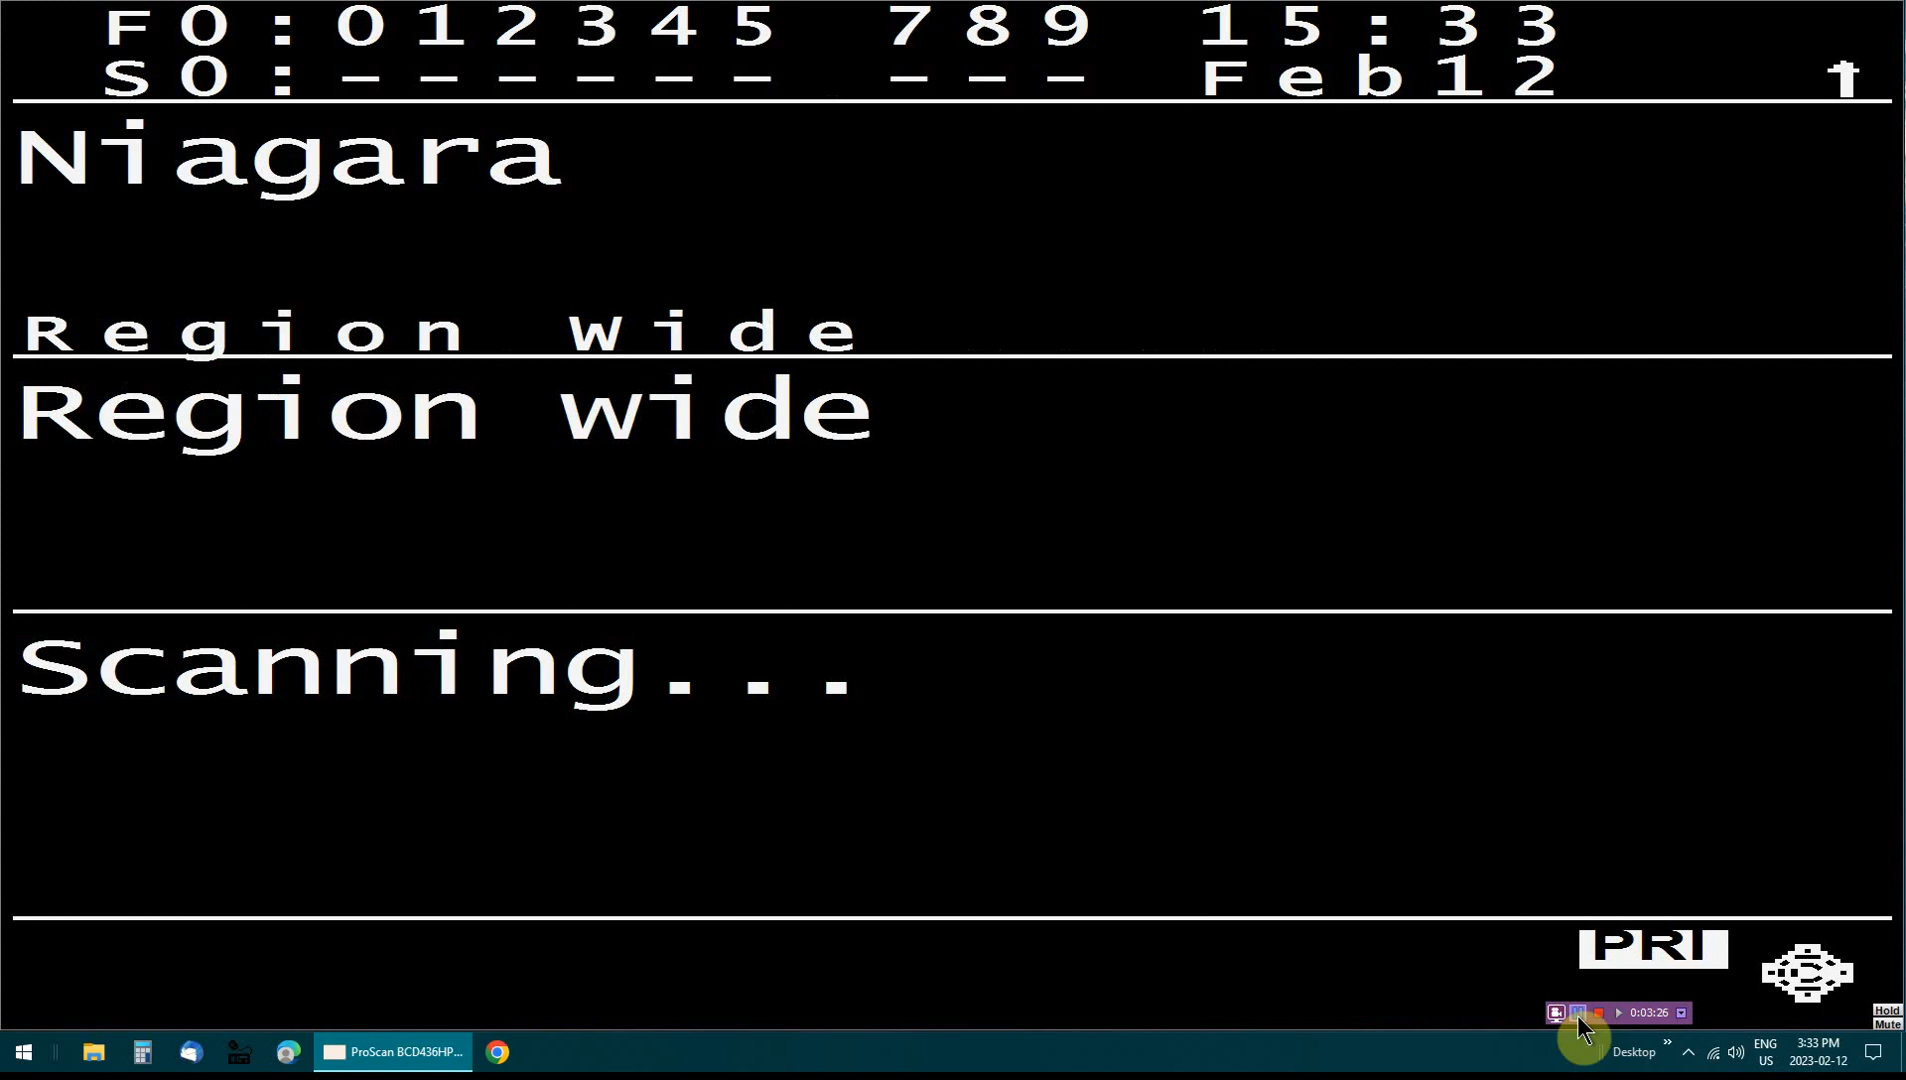 F0:012345 789 15:33
S0:------ --- Feb12
Niagara
Region Wide
Region wide
Scanning...
PRI
0:03:26
Hold
Mute
ProScan BCD436HP...
Desktop
»
ENG
US
3:33 PM
2023-02-12